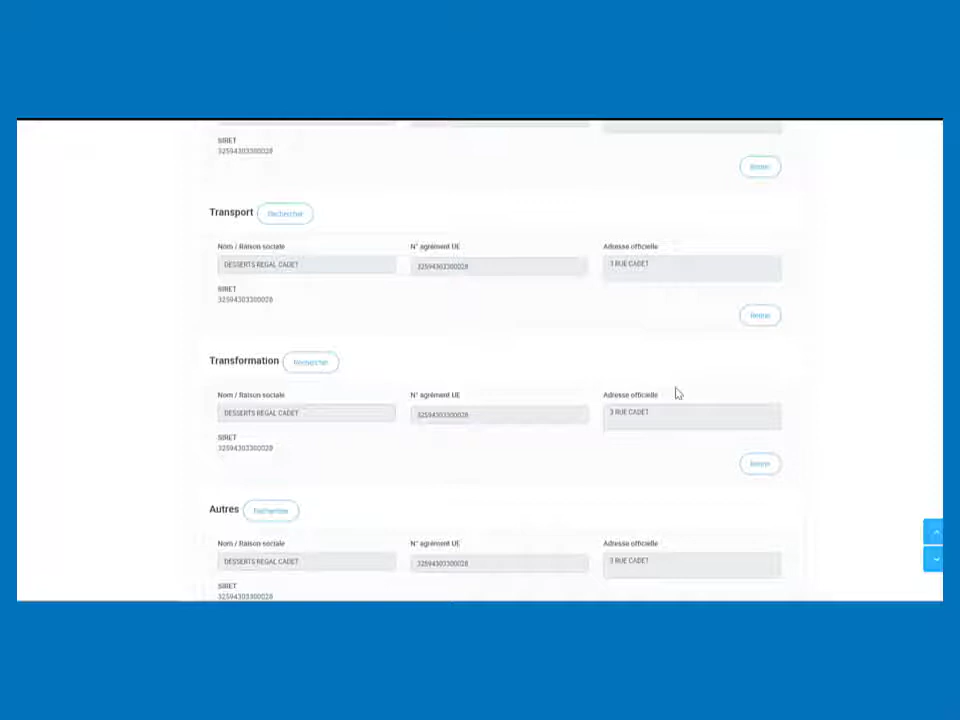 SIRET
32594303300028
Retirer
Transport Rechercher
Nom / Raison sociale N° agrément UE Adresse officielle
DESSERTS REGAL CADET 32594303300028 3 RUE CADET
SIRET
32594303300028
Retirer
Transformation Rechercher
Nom / Raison sociale N° agrément UE Adresse officielle
DESSERTS REGAL CADET 32594303300028 3 RUE CADET
SIRET
32594303300028
Retirer
Autres Rechercher
Nom / Raison sociale N° agrément UE Adresse officielle
DESSERTS REGAL CADET 32594303300028 3 RUE CADET
SIRET
32594303300028